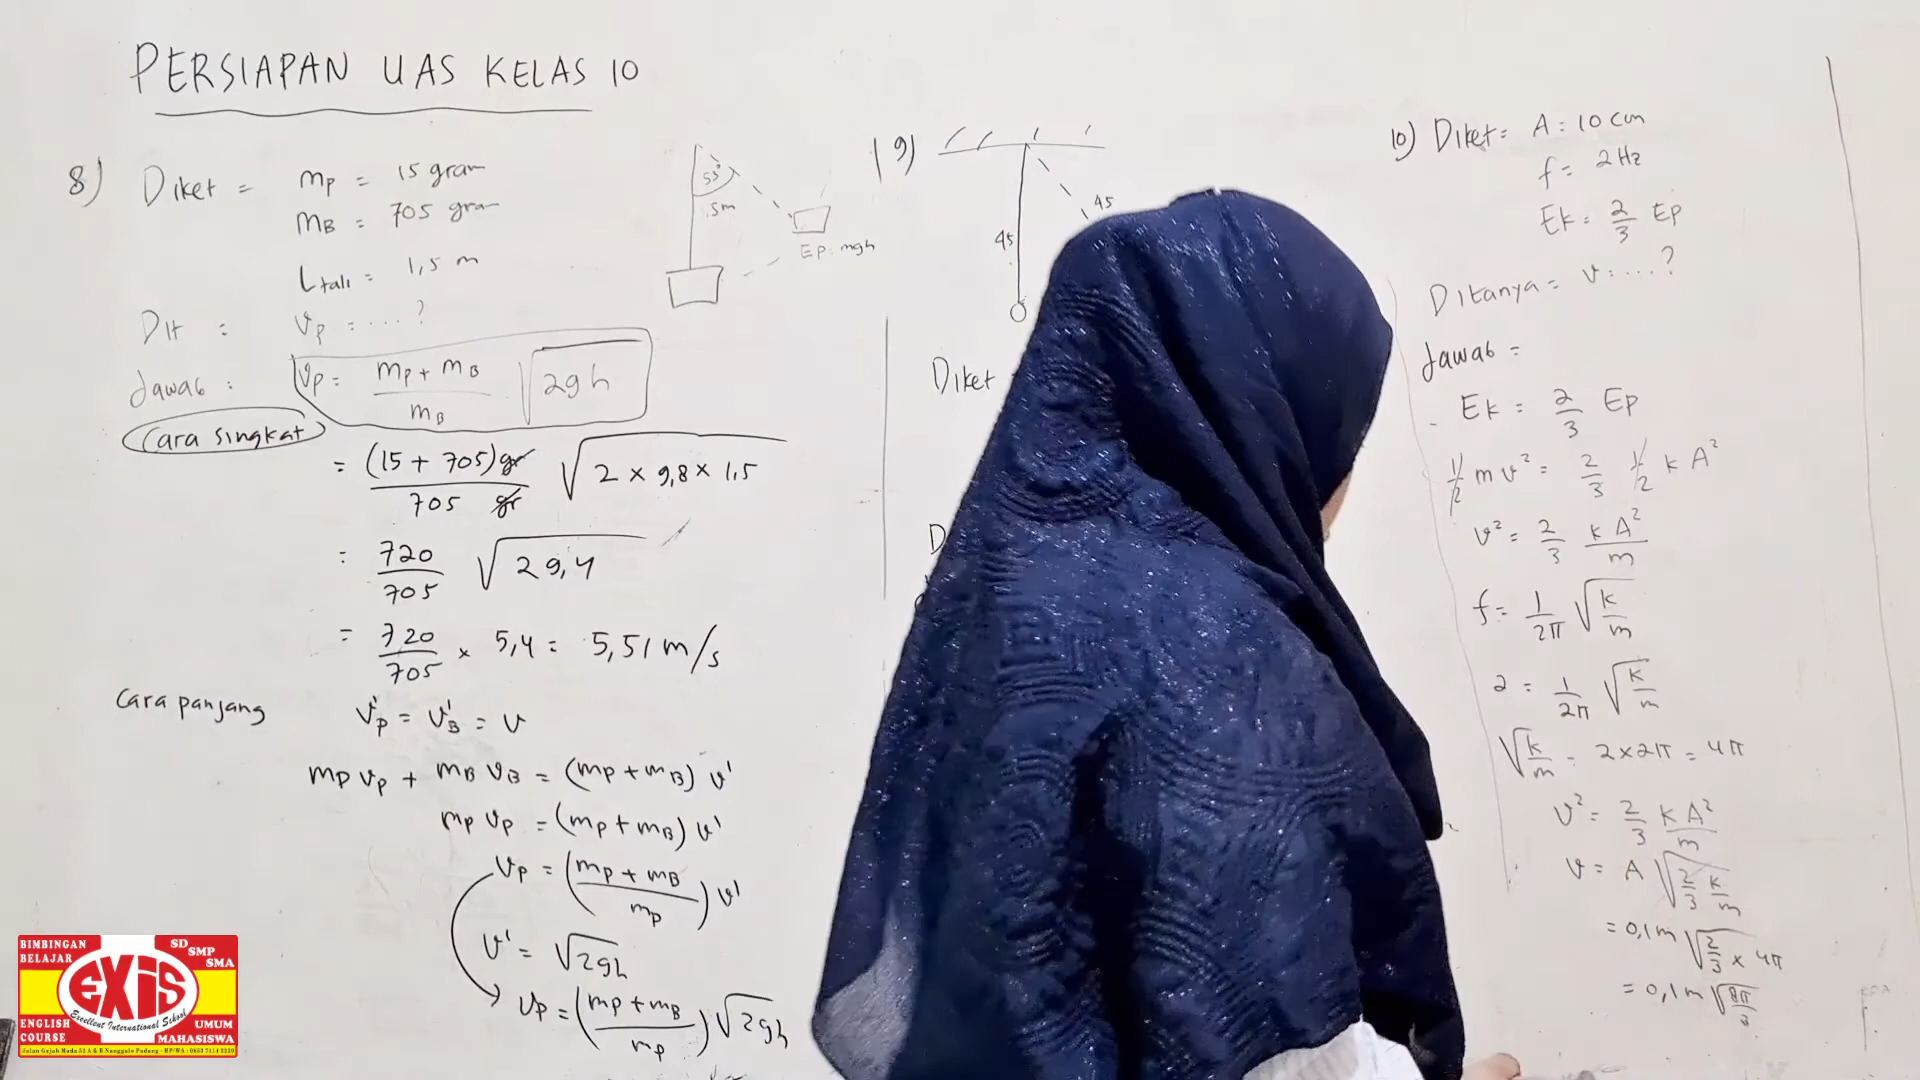 PERSIAPAN UAS KELAS 10
8) Diket = mp = 15 gram
mB = 705 gram
Ltali = 1,5 m
Dit : vp = ....?
Jawab : vp = mp + mB / mB √2gh
Cara singkat
= (15 + 705)gr / 705 gr √2 x 9,8 x 1,5
= 720 / 705 √29,4
= 720 / 705 x 5,4 = 5,51 m/s
Cara panjang vp' = vB' = v
mp vp + mB vB = (mp + mB) v'
mp vp = (mp + mB) v'
vp = (mp + mB / mp) v'
v' = √2gh
vp = (mp + mB / mp) √2gh
53°
.5m
Ep = mgh
9)
45
45
Diket
D
10) Diket = A = 10 cm
f = 2 Hz
Ek = 2/3 Ep
Ditanya = v = ....?
Jawab =
Ek = 2/3 Ep
1/2 m v² = 2/3 1/2 k A²
v² = 2/3 k A² / m
f = 1/2π √k/m
2 = 1/2π √k/m
√k/m = 2 x 2π = 4π
v² = 2/3 k A² / m
v = A √2/3 k/m
= 0,1 m √2/3 x 4π
= 0,1 m √8π/3
BIMBINGAN BELAJAR
SD SMP SMA
EXIS
Excellent International School
ENGLISH COURSE
UMUM MAHASISWA